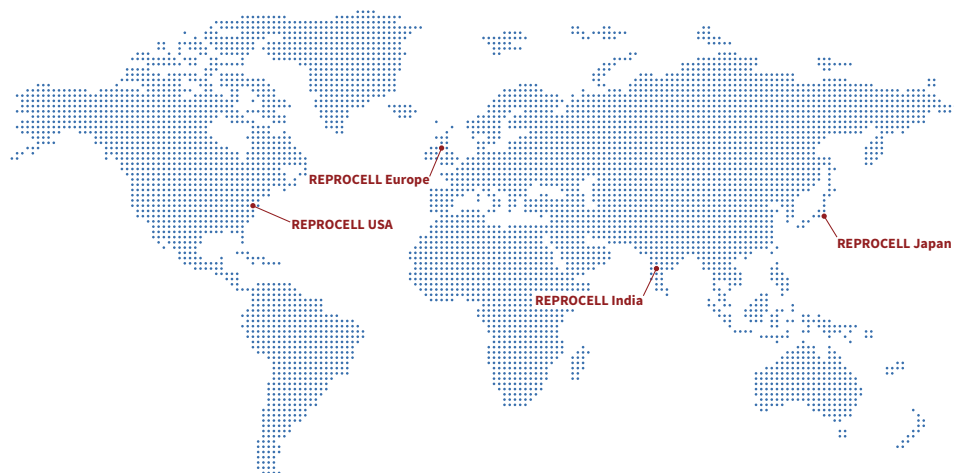 REPROCELL Europe
REPROCELL USA
REPROCELL Japan
REPROCELL India